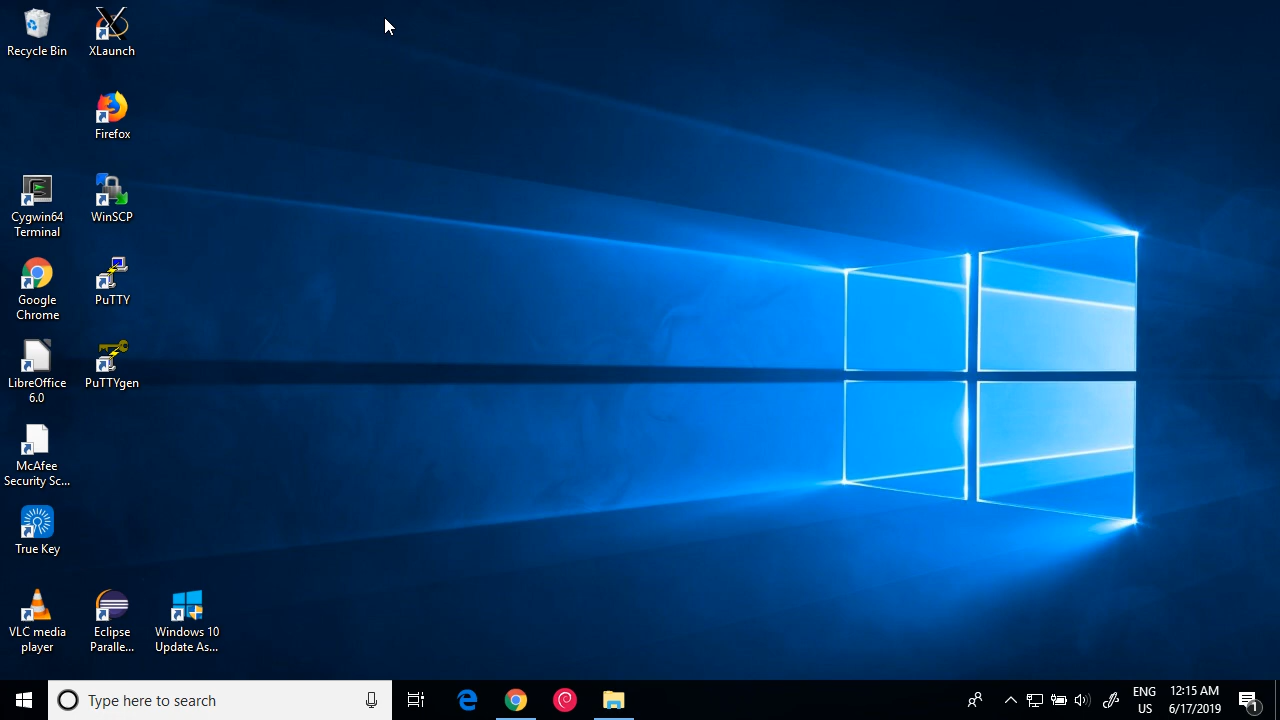 Recycle Bin
XLaunch
Firefox
Cygwin64
Terminal
WinSCP
Google
Chrome
PuTTY
LibreOffice
6.0
PuTTYgen
McAfee
Security Sc...
True Key
VLC media
player
Eclipse
Paralle...
Windows 10
Update As...
Type here to search
ENG
US
12:15 AM
6/17/2019
1